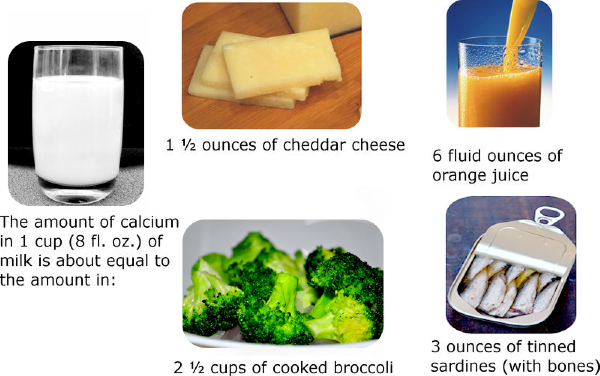 The amount of calcium
in 1 cup (8 fl. oz.) of
milk is about equal to
the amount in:
1 ½ ounces of cheddar cheese
6 fluid ounces of
orange juice
2 ½ cups of cooked broccoli
3 ounces of tinned
sardines (with bones)